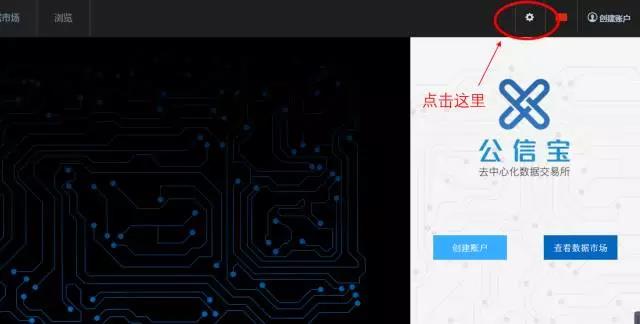 市场
浏览
创建账户
点击这里
公信宝
去中心化数据交易所
创建账户
查看数据市场